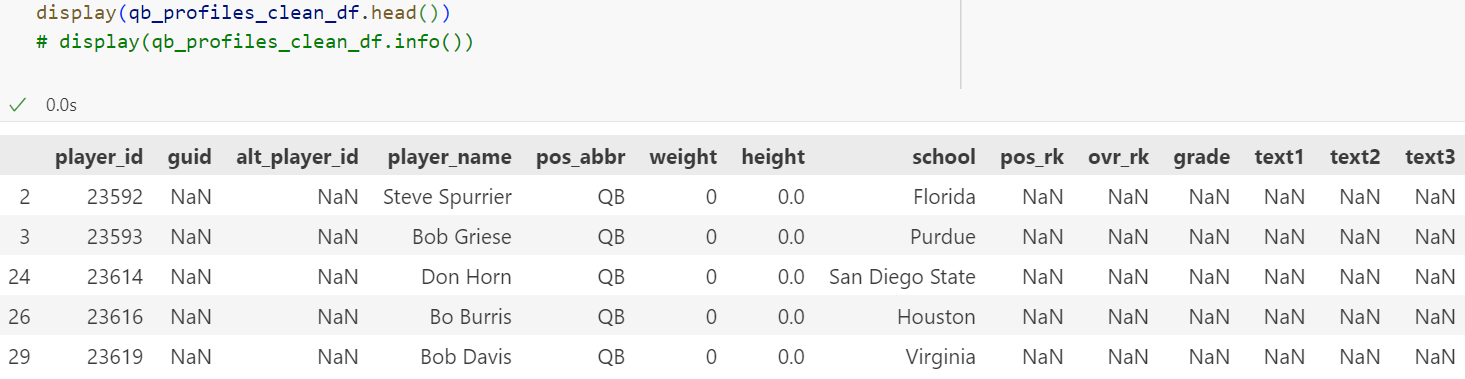 display(qb_profiles_clean_df.head())
# display(qb_profiles_clean_df.info())
0.0s
player_id guid alt_player_id player_name pos_abbr weight height school pos_rk ovr_rk grade text1 text2 text3
2 23592 NaN NaN Steve Spurrier QB 0 0.0 Florida NaN NaN NaN NaN NaN NaN
3 23593 NaN NaN Bob Griese QB 0 0.0 Purdue NaN NaN NaN NaN NaN NaN
24 23614 NaN NaN Don Horn QB 0 0.0 San Diego State NaN NaN NaN NaN NaN NaN
26 23616 NaN NaN Bo Burris QB 0 0.0 Houston NaN NaN NaN NaN NaN NaN
29 23619 NaN NaN Bob Davis QB 0 0.0 Virginia NaN NaN NaN NaN NaN NaN